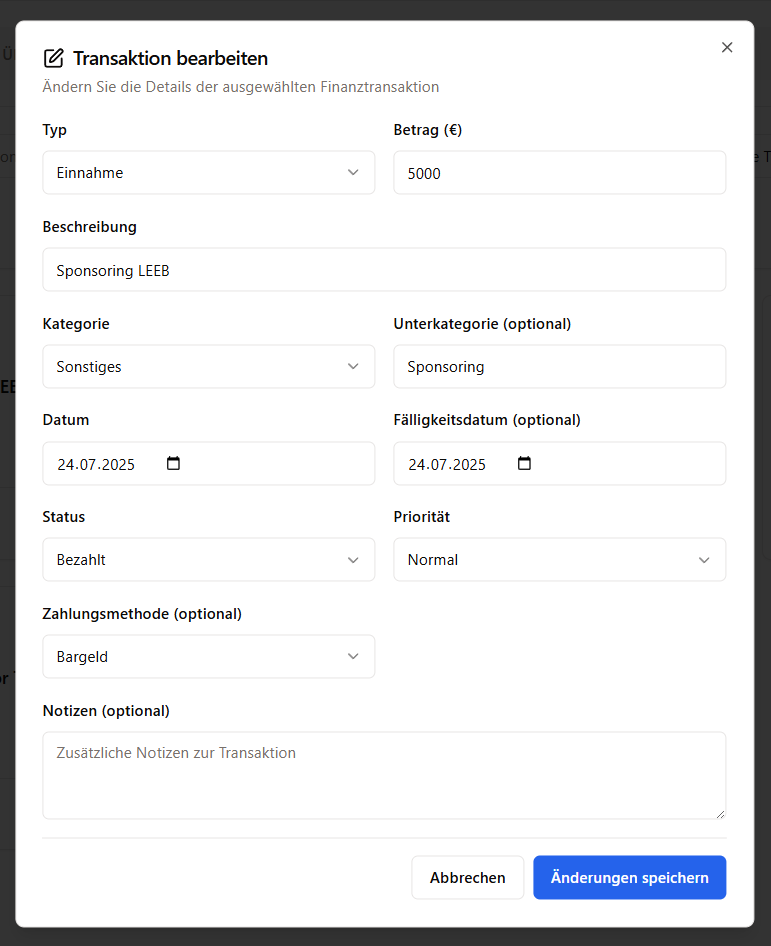 Transaktion bearbeiten
Ändern Sie die Details der ausgewählten Finanztransaktion
Typ
Betrag (€)
Einnahme
5000
Beschreibung
Sponsoring LEEB
Kategorie
Unterkategorie (optional)
Sonstiges
Sponsoring
Datum
Fälligkeitsdatum (optional)
24.07.2025
24.07.2025
Status
Priorität
Bezahlt
Normal
Zahlungsmethode (optional)
Bargeld
Notizen (optional)
Zusätzliche Notizen zur Transaktion
Abbrechen
Änderungen speichern